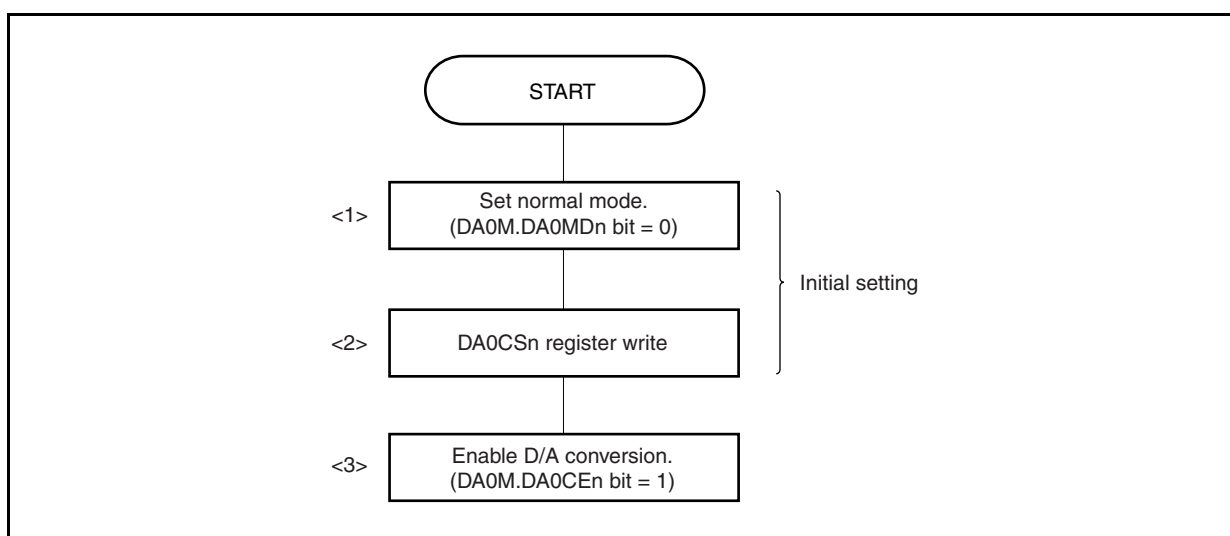 START
<1>
Set normal mode.
(DA0M.DA0MDn bit = 0)
Initial setting
<2>
DA0CSn register write
<3>
Enable D/A conversion.
(DA0M.DA0CEn bit = 1)